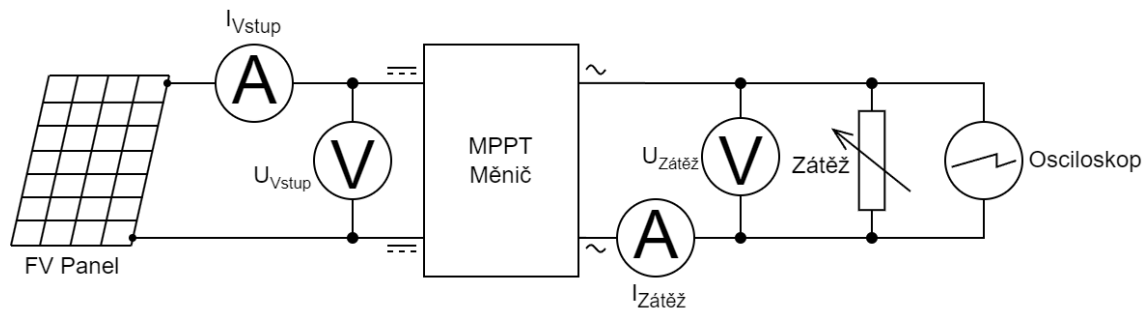 I_Vstup
A
FV Panel
V
U_Vstup
MPPT
Měnič
U_Zátěž
V
A
I_Zátěž
Zátěž
Osciloskop